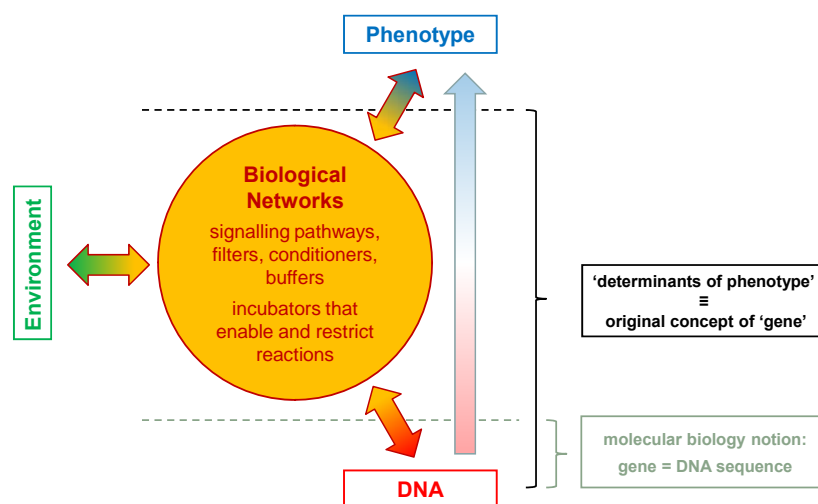 Phenotype
Environment
Biological
Networks
signalling pathways,
filters, conditioners,
buffers
incubators that
enable and restrict
reactions
‘determinants of phenotype’
≡
original concept of ‘gene’
molecular biology notion:
gene = DNA sequence
DNA